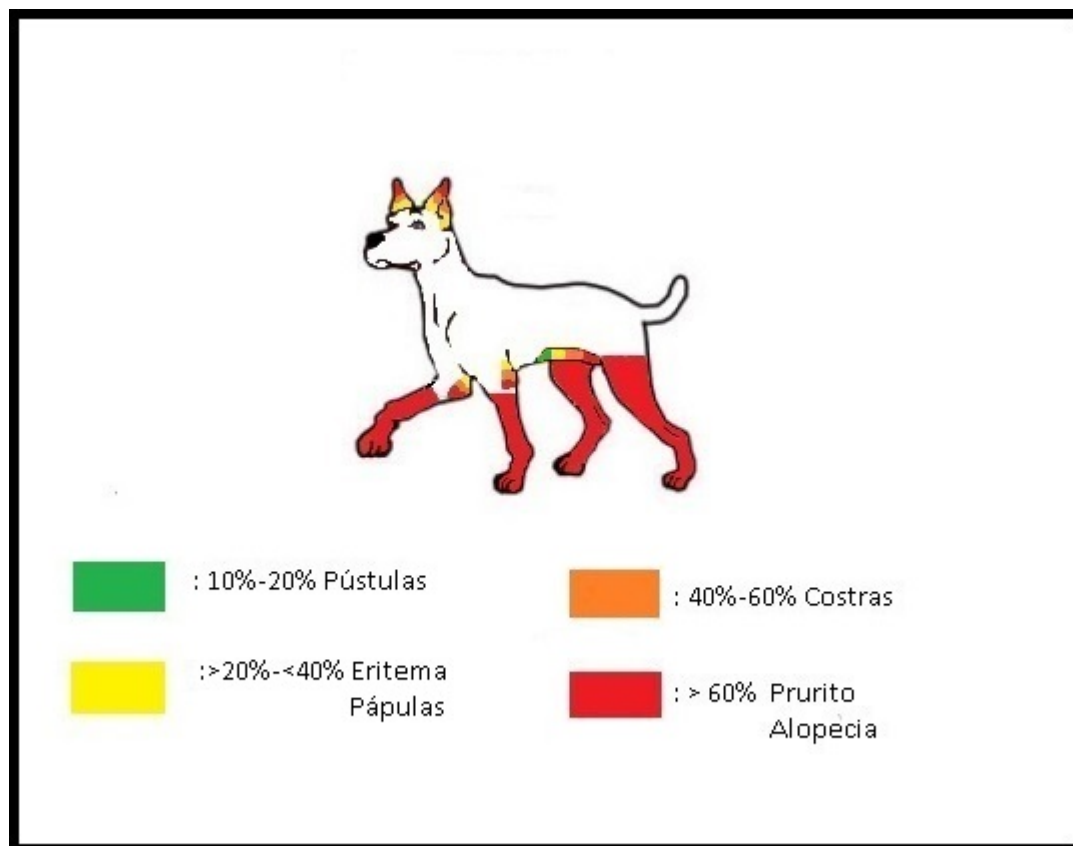 : 10%-20% Pústulas
: 40%-60% Costras
:>20%-<40% Eritema
Pápulas
: > 60% Prurito
Alopecia